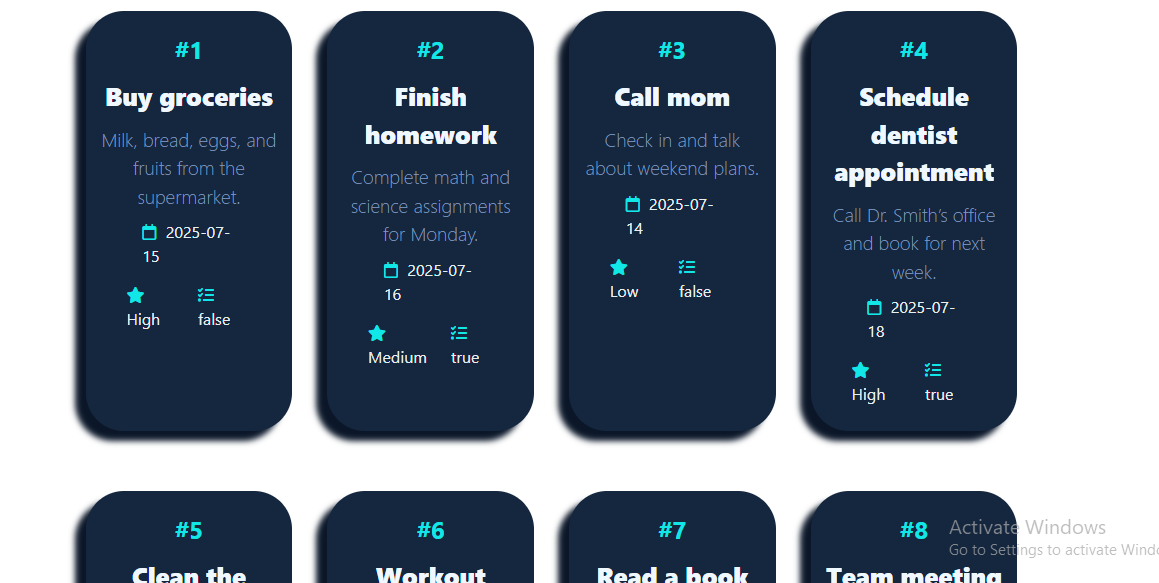 #1
Buy groceries
Milk, bread, eggs, and
fruits from the
supermarket.
2025-07-
15
High
false
#2
Finish
homework
Complete math and
science assignments
for Monday.
2025-07-
16
Medium
true
#3
Call mom
Check in and talk
about weekend plans.
2025-07-
14
Low
false
#4
Schedule
dentist
appointment
Call Dr. Smith's office
and book for next
week.
2025-07-
18
High
true
#5
Clean the
#6
Workout
#7
Read a book
#8
Team meeting
Activate Windows
Go to Settings to activate Windo